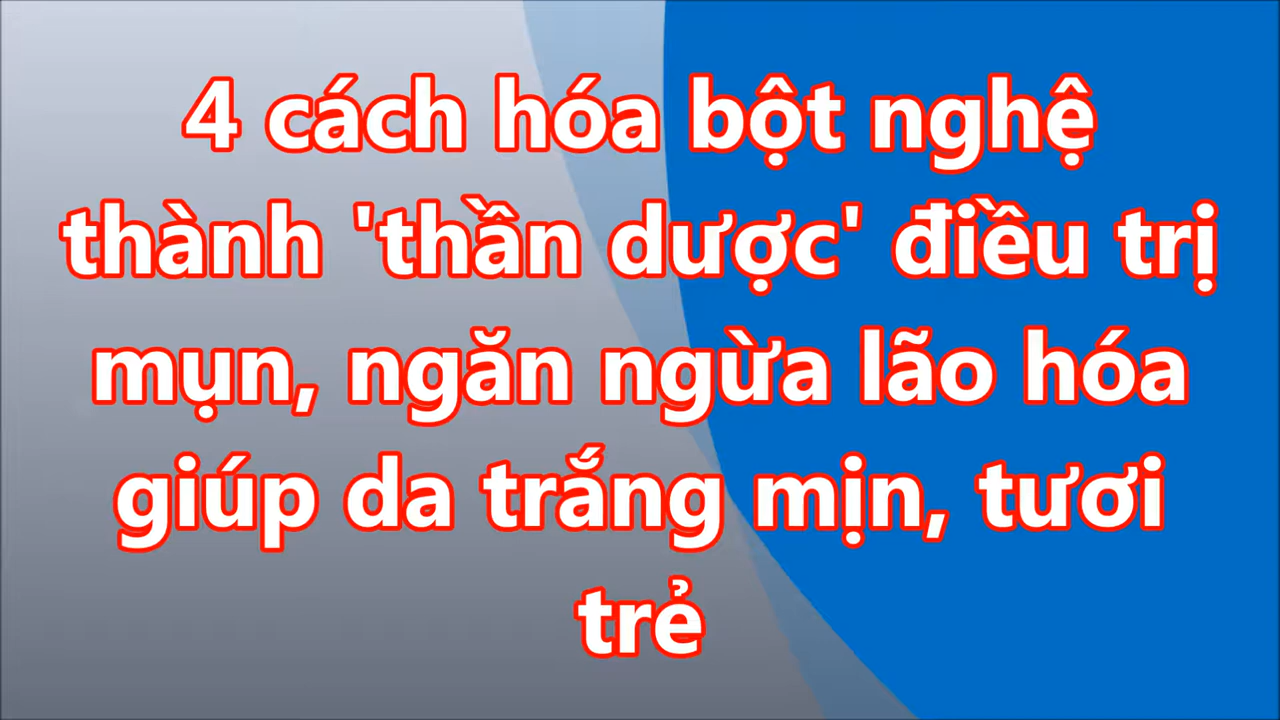 4 cách hóa bột nghệ
thành 'thần dược' điều trị
mụn, ngăn ngừa lão hóa
giúp da trắng mịn, tươi
trẻ